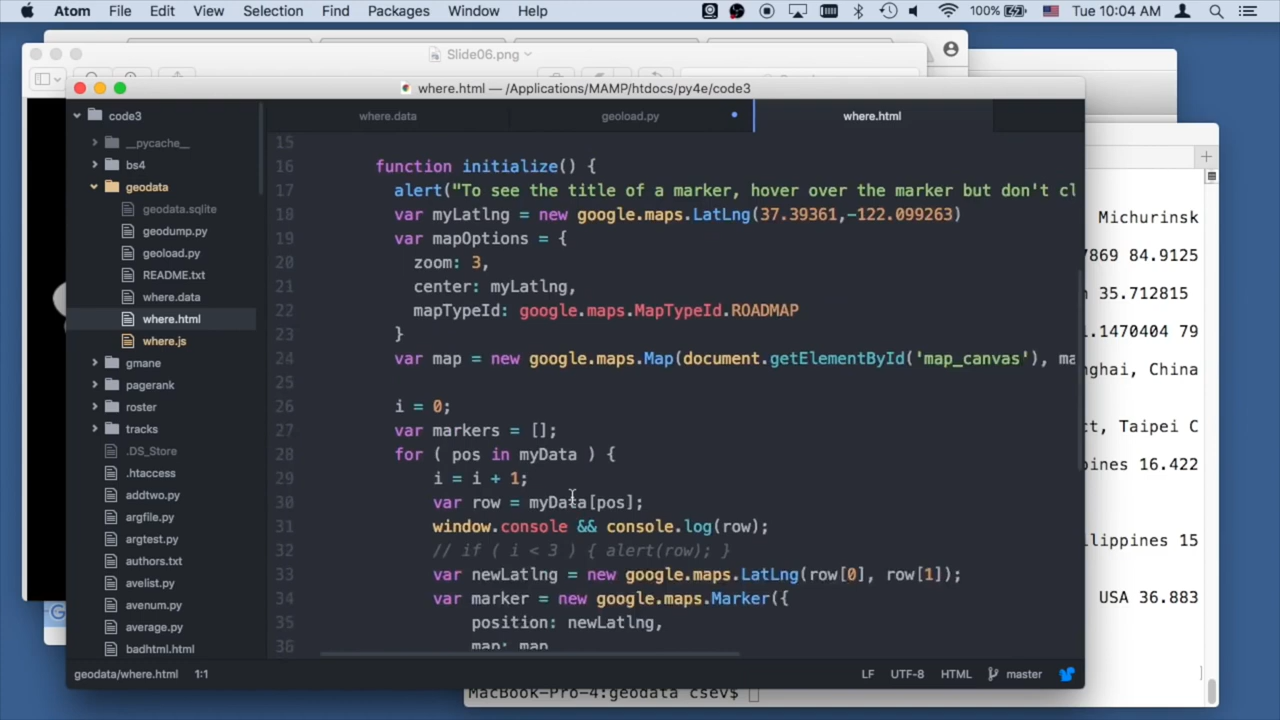 Atom File Edit View Selection Find Packages Window Help 100% Tue 10:04 AM
Slide06.png
where.html — /Applications/MAMP/htdocs/py4e/code3
code3
__pycache__
bs4
geodata
geodata.sqlite
geodump.py
geoload.py
README.txt
where.data
where.html
where.js
gmane
pagerank
roster
tracks
.DS_Store
.htaccess
addtwo.py
argfile.py
argtest.py
authors.txt
avelist.py
avenum.py
average.py
badhtml.html
where.data geoload.py where.html
15
16 function initialize() {
17 alert("To see the title of a marker, hover over the marker but don't cl
18 var myLatlng = new google.maps.LatLng(37.39361,-122.099263)
19 var mapOptions = {
20 zoom: 3,
21 center: myLatlng,
22 mapTypeId: google.maps.MapTypeId.ROADMAP
23 }
24 var map = new google.maps.Map(document.getElementById('map_canvas'), ma
25
26 i = 0;
27 var markers = [];
28 for ( pos in myData ) {
29 i = i + 1;
30 var row = myData[pos];
31 window.console && console.log(row);
32 // if ( i < 3 ) { alert(row); }
33 var newLatlng = new google.maps.LatLng(row[0], row[1]);
34 var marker = new google.maps.Marker({
35 position: newLatlng,
36 map: map
geodata/where.html 1:1 LF UTF-8 HTML master
Michurinsk
7869 84.9125
35.712815
.1470404 79
nghai, China
ct, Taipei C
pines 16.422
ilippines 15
USA 36.883
MacBook-Pro-4:geodata csev$